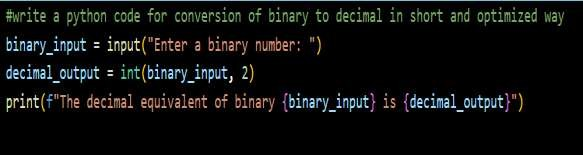 #write a python code for conversion of binary to decimal in short and optimized way
binary_input = input("Enter a binary number: ")
decimal_output = int(binary_input, 2)
print(f"The decimal equivalent of binary {binary_input} is {decimal_output}")